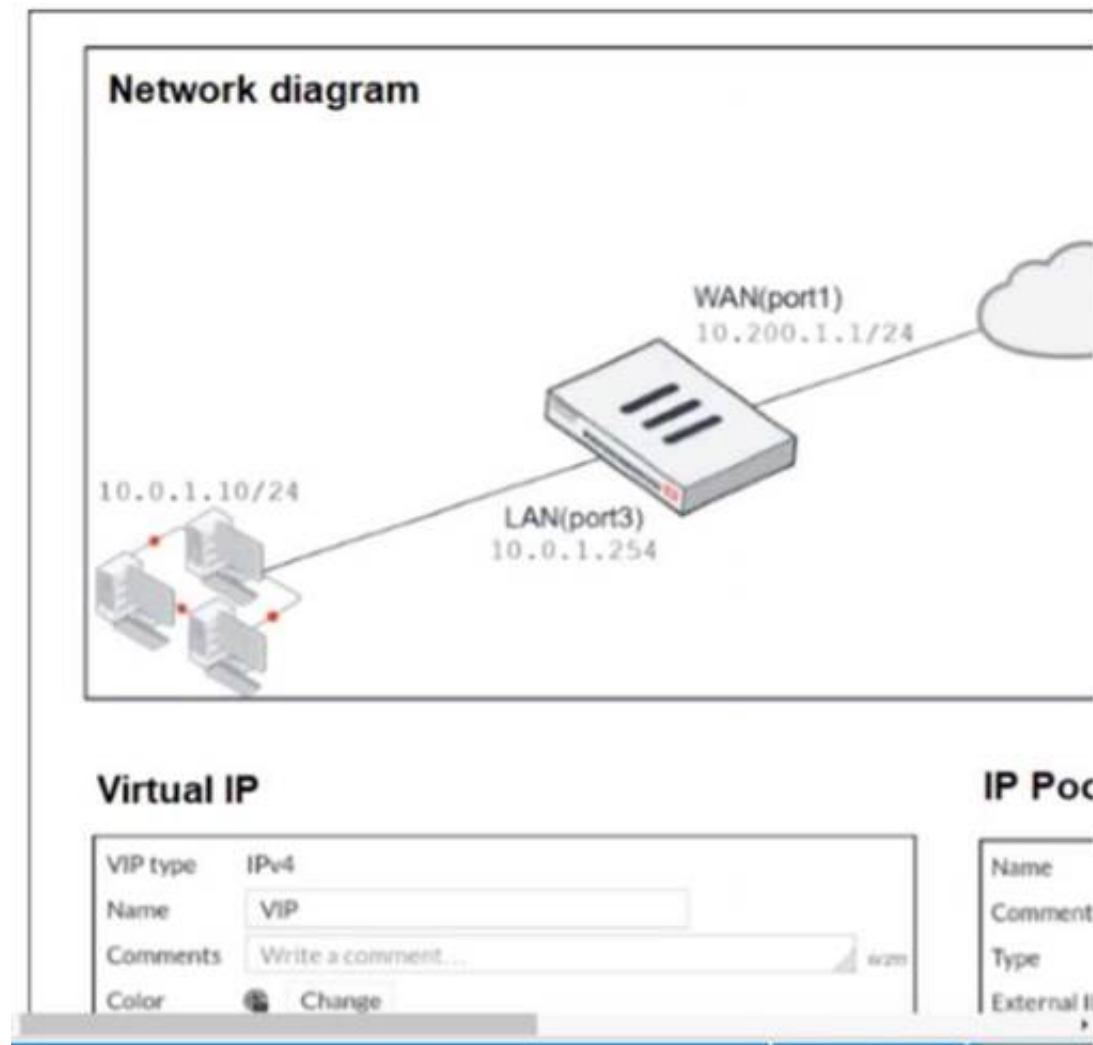 Network diagram
WAN(port1)
10.200.1.1/24
10.0.1.10/24
LAN(port3)
10.0.1.254
Virtual IP
VIP type IPv4
Name VIP
Comments Write a comment...
Color Change
IP Poo
Name
Comment
Type
External I